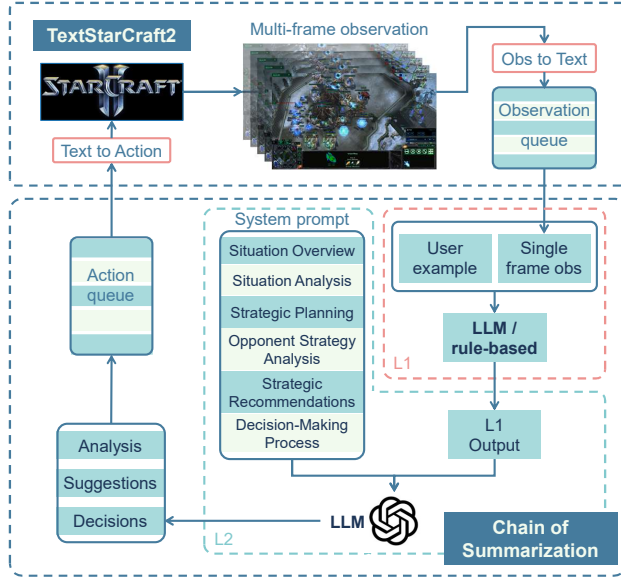 TextStarCraft2
Multi-frame observation
STARCRAFT
II
Obs to Text
Observation
queue
Text to Action
System prompt
Situation Overview
Situation Analysis
Strategic Planning
Opponent Strategy
Analysis
Strategic
Recommendations
Decision-Making
Process
User
example
Single
frame obs
LLM /
rule-based
L1
Action
queue
L1
Output
Analysis
Suggestions
Decisions
LLM
L2
Chain of
Summarization